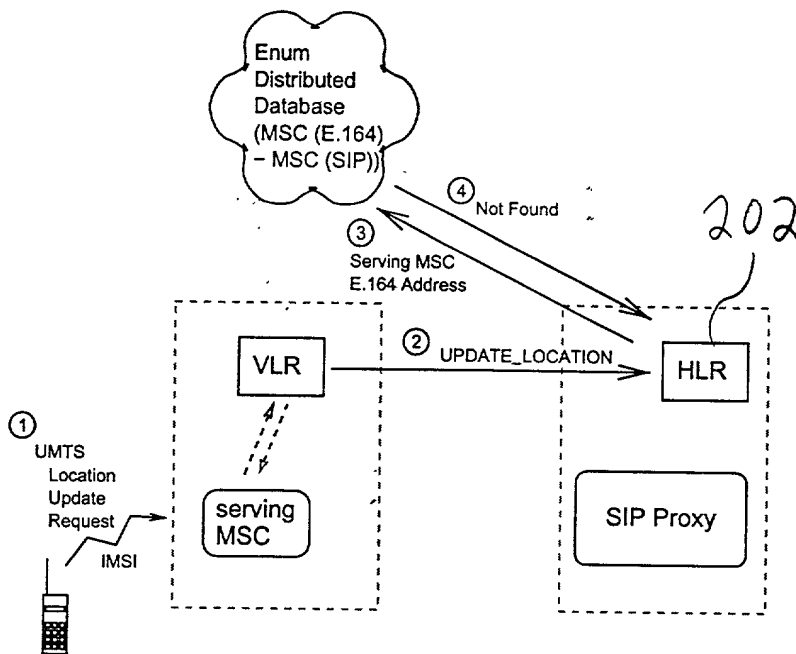 Enum
Distributed
Database
(MSC (E.164)
– MSC (SIP))
④
Not Found
③
Serving MSC
E.164 Address
202
②
UPDATE_LOCATION
VLR
HLR
①
UMTS
Location
Update
Request
IMSI
serving
MSC
SIP Proxy